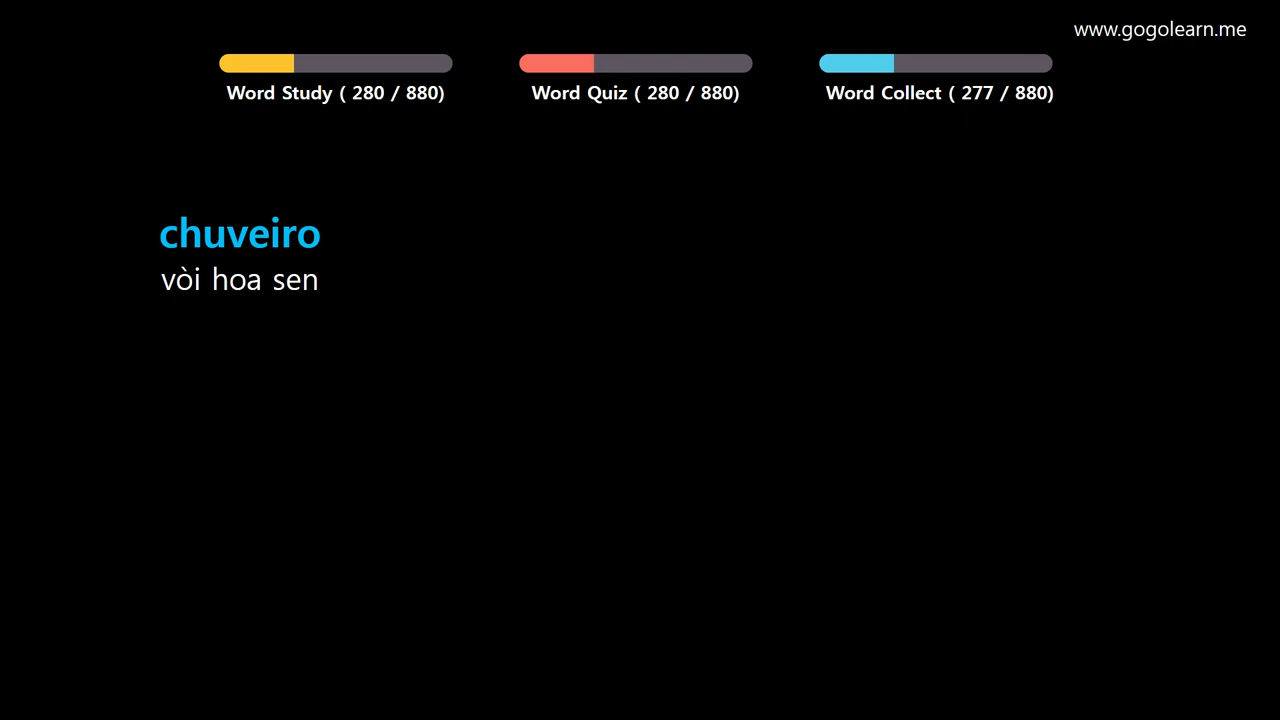 www.gogolearn.me
Word Study ( 280 / 880)
Word Quiz ( 280 / 880)
Word Collect ( 277 / 880)
chuveiro
vòi hoa sen